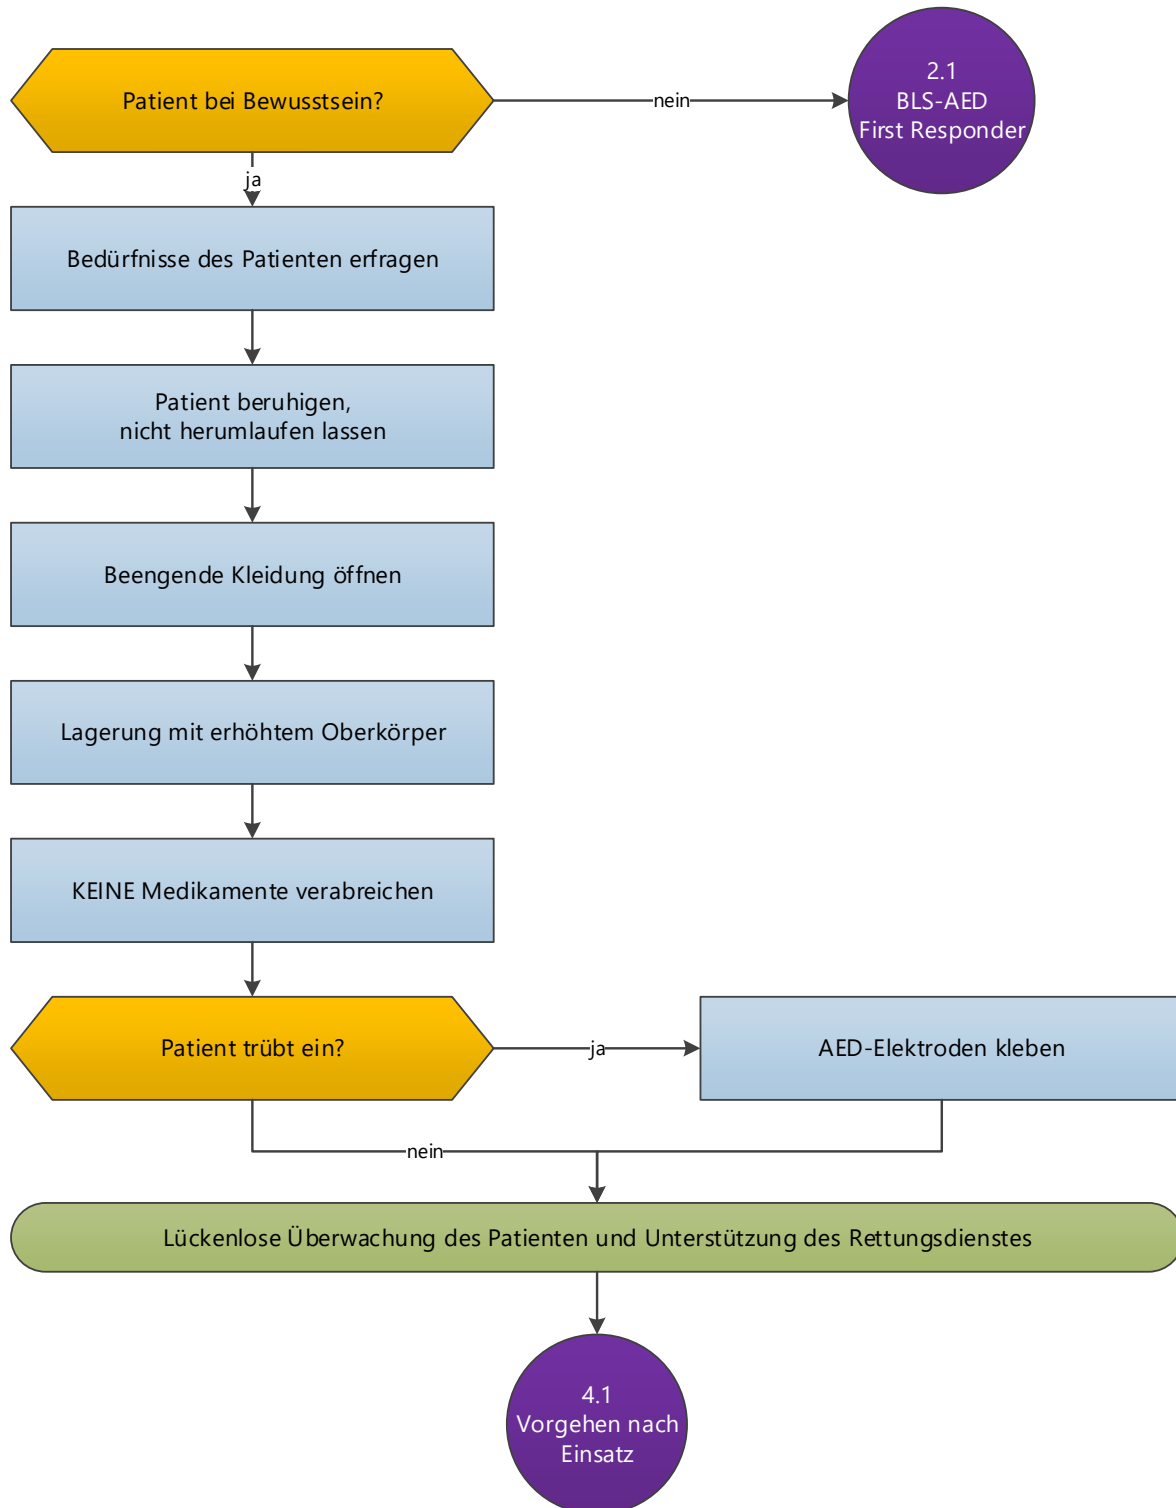 Patient bei Bewusstsein?
nein
2.1
BLS-AED
First Responder
ja
Bedürfnisse des Patienten erfragen
Patient beruhigen,
nicht herumlaufen lassen
Beengende Kleidung öffnen
Lagerung mit erhöhtem Oberkörper
KEINE Medikamente verabreichen
Patient trübt ein?
ja
AED-Elektroden kleben
nein
Lückenlose Überwachung des Patienten und Unterstützung des Rettungsdienstes
4.1
Vorgehen nach
Einsatz